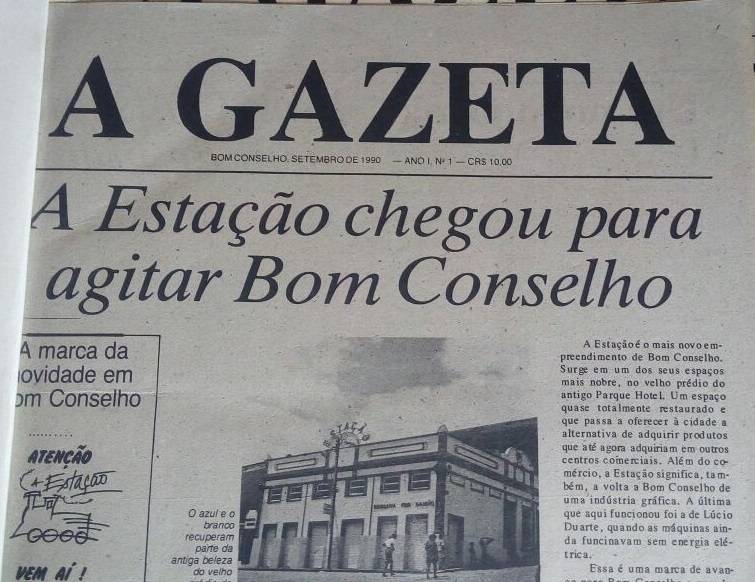 A GAZETA
BOM CONSELHO, SETEMBRO DE 1990 — ANO I, Nº 1 — CR$ 10,00
A Estação chegou para
agitar Bom Conselho
A marca da
novidade em
om Conselho
ATENÇÃO
A Estação
VEM AÍ !
ESTAÇÃO
O azul e o
branco
recuperam
parte da
antiga beleza
do velho
A Estação é o mais novo em-
preendimento de Bom Conselho.
Surge em um dos seus espaços
mais nobre, no velho prédio do
antigo Parque Hotel. Um espaço
quase totalmente restaurado e
que passa a oferecer à cidade a
alternativa de adquirir produtos
que até agora adquiriam em outros
centros comerciais. Além do co-
mércio, a Estação significa, tam-
bém, a volta a Bom Conselho de
uma indústria gráfica. A última
que aqui funcionou foi a de Lúcio
Duarte, quando as máquinas ain-
da funcinavam sem energia elé-
trica.
Essa é uma marca de avan-